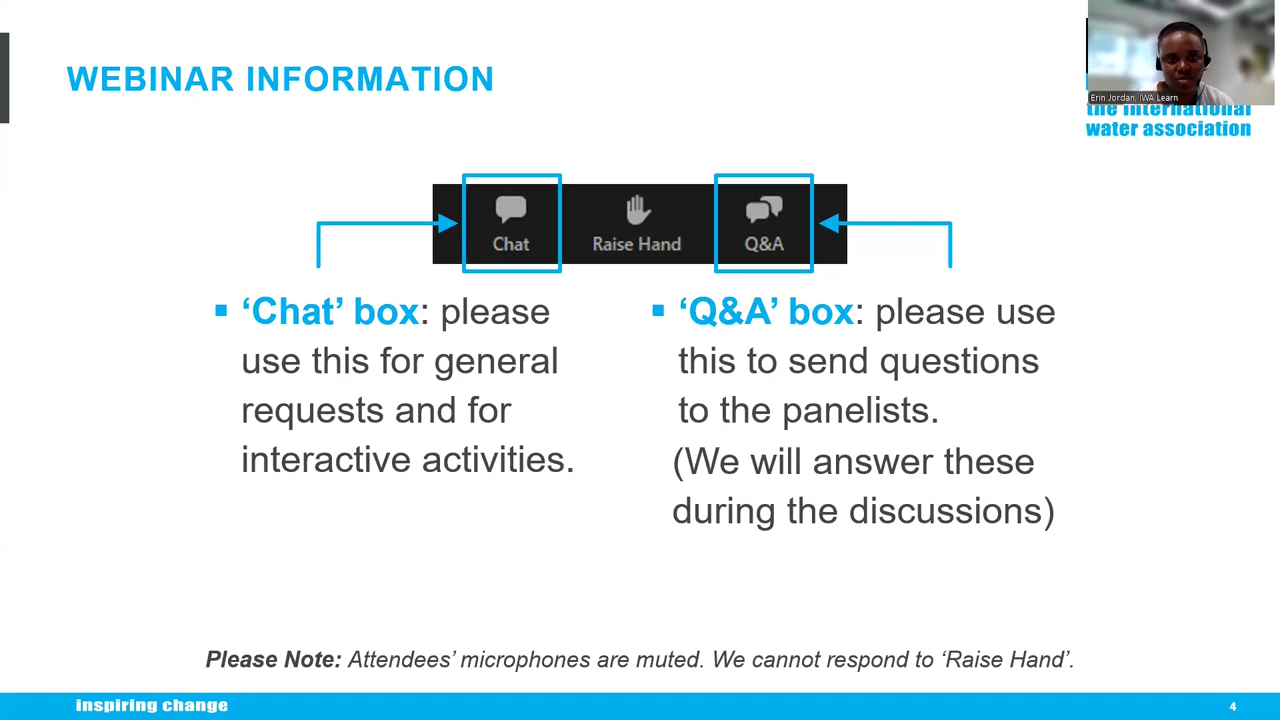 WEBINAR INFORMATION
Erin Jordan, IWA Learn
the international
water association
Chat
Raise Hand
Q&A
‘Chat’ box: please
use this for general
requests and for
interactive activities.
‘Q&A’ box: please use
this to send questions
to the panelists.
(We will answer these
during the discussions)
Please Note: Attendees’ microphones are muted. We cannot respond to ‘Raise Hand’.
inspiring change
4